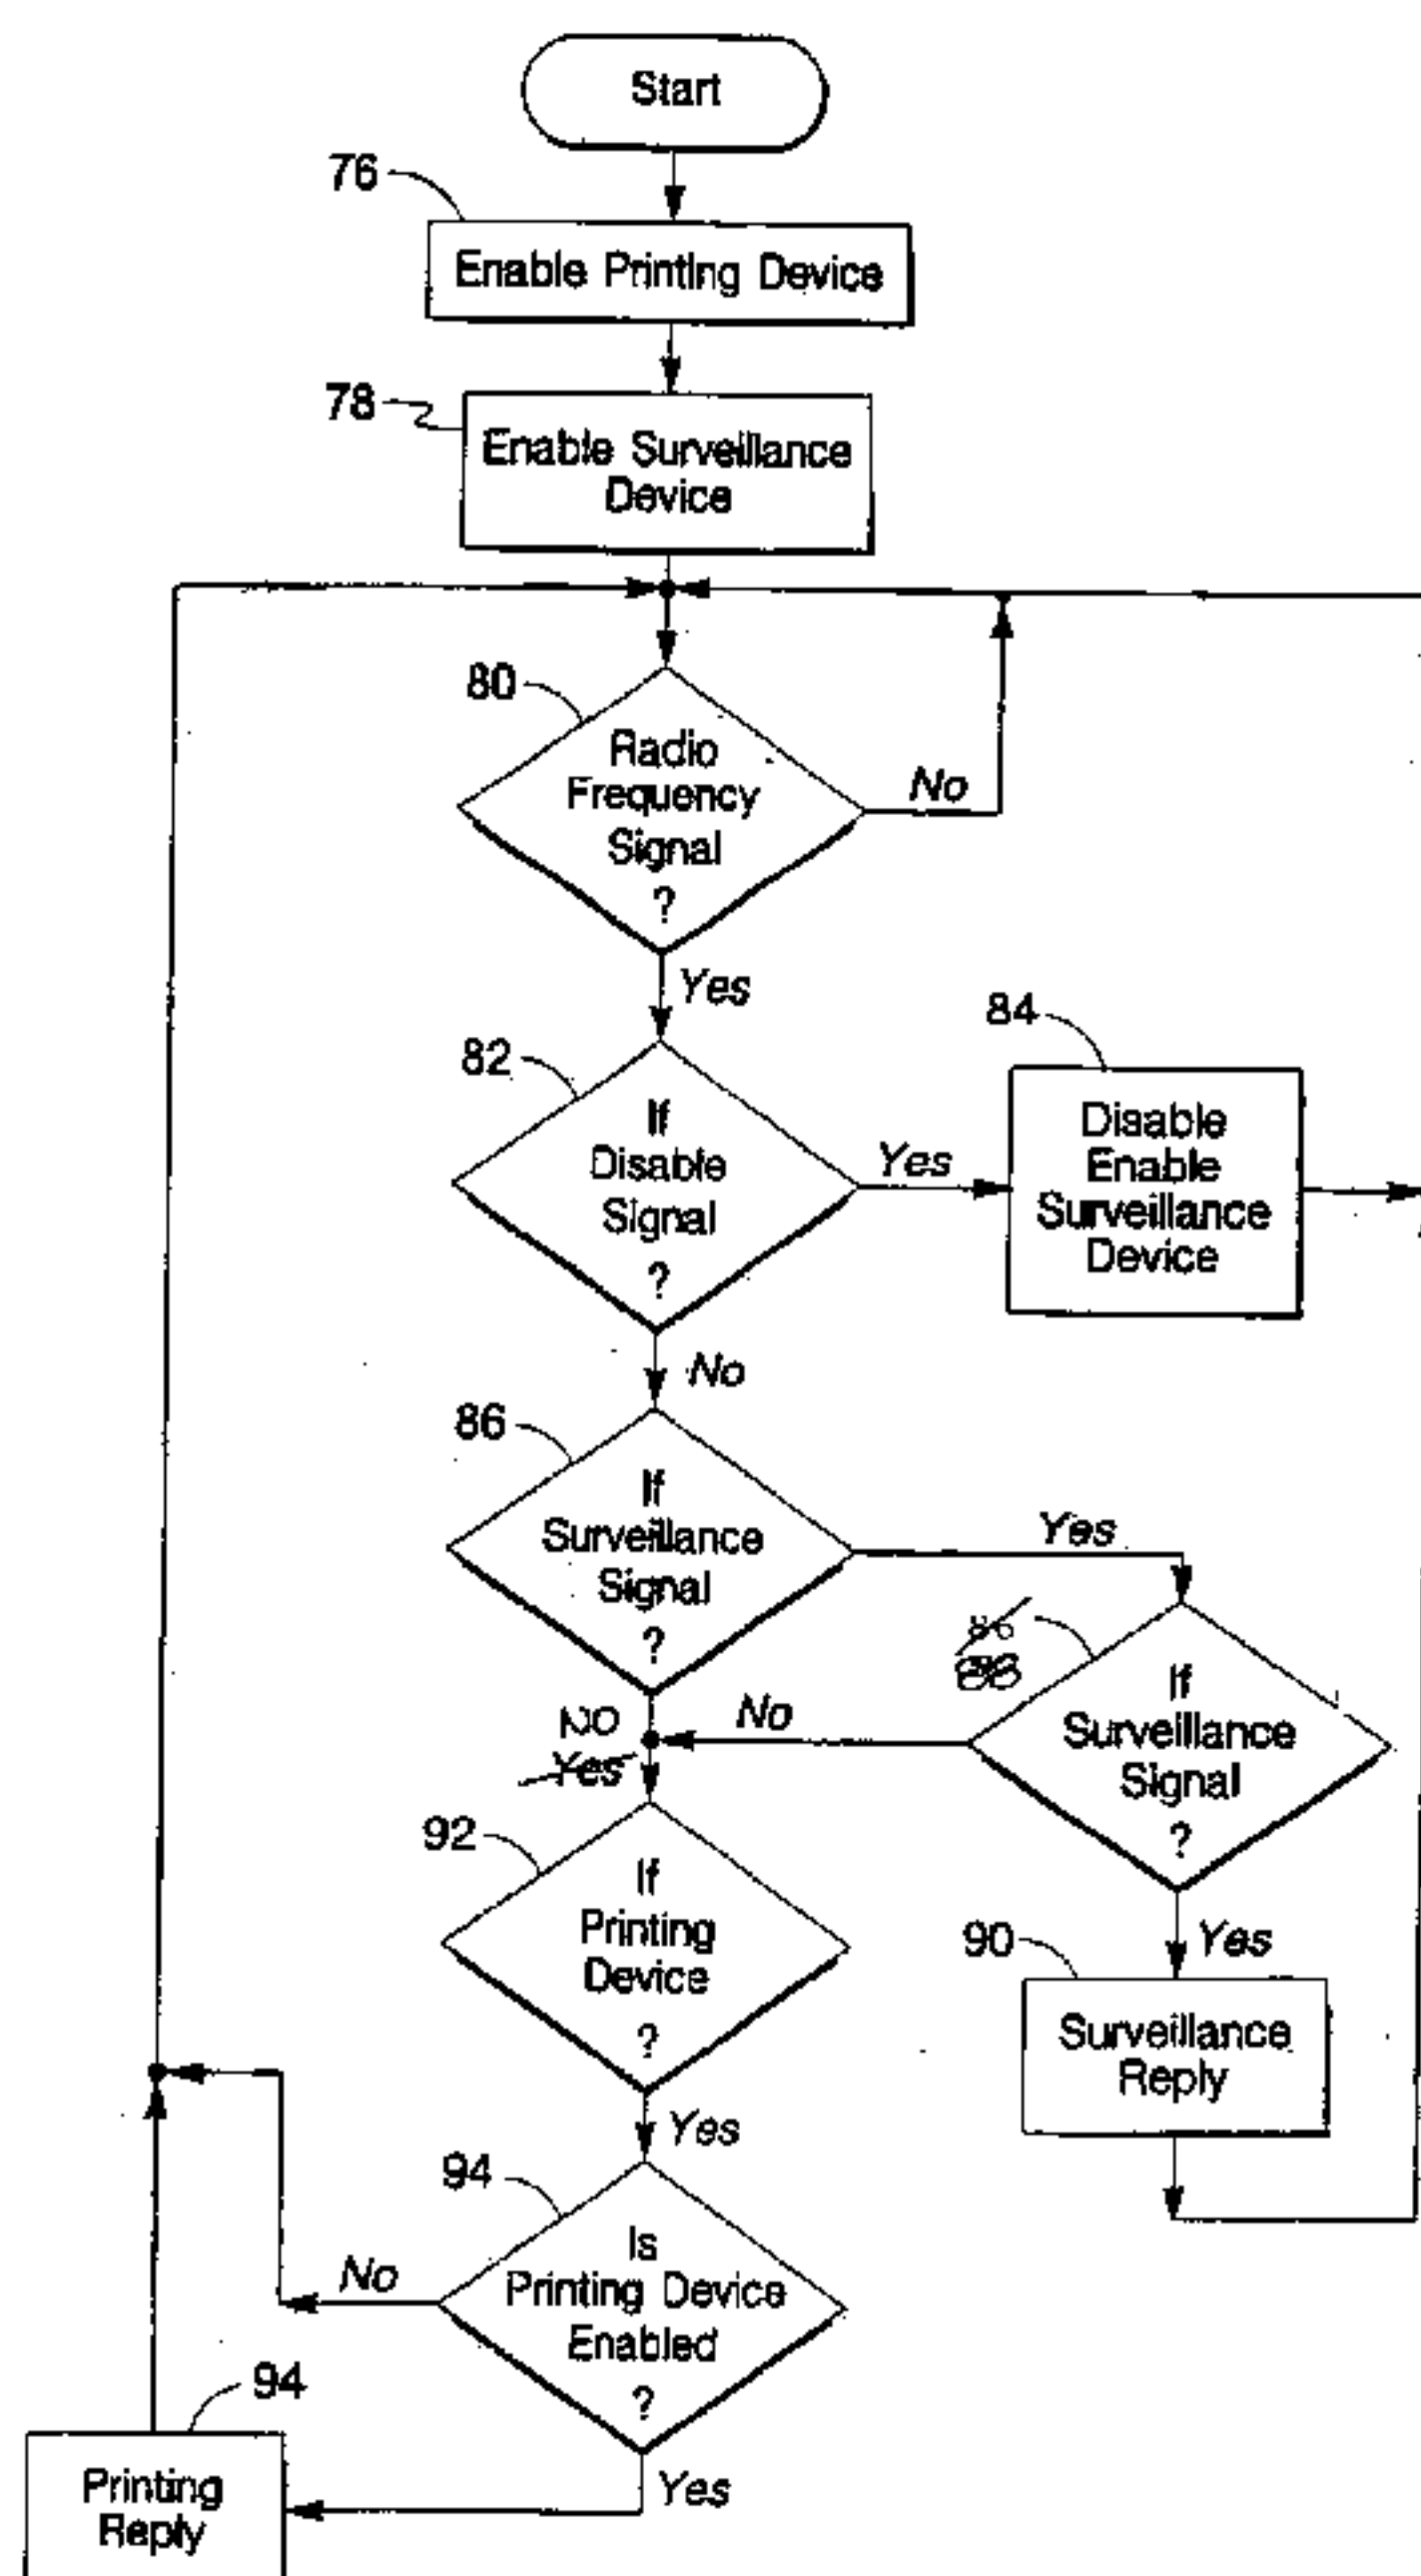 Start
76
Enable Printing Device
78
Enable Surveillance
Device
80
Radio
Frequency
Signal
?
No
Yes
84
82
If
Disable
Signal
?
Yes
Disable
Enable
Surveillance
Device
No
86
If
Surveillance
Signal
?
Yes
86
If
Surveillance
Signal
?
No
Yes
No
92
If
Printing
Device
?
Yes
90
Surveillance
Reply
Yes
94
Is
Printing Device
Enabled
?
No
94
Printing
Reply
Yes